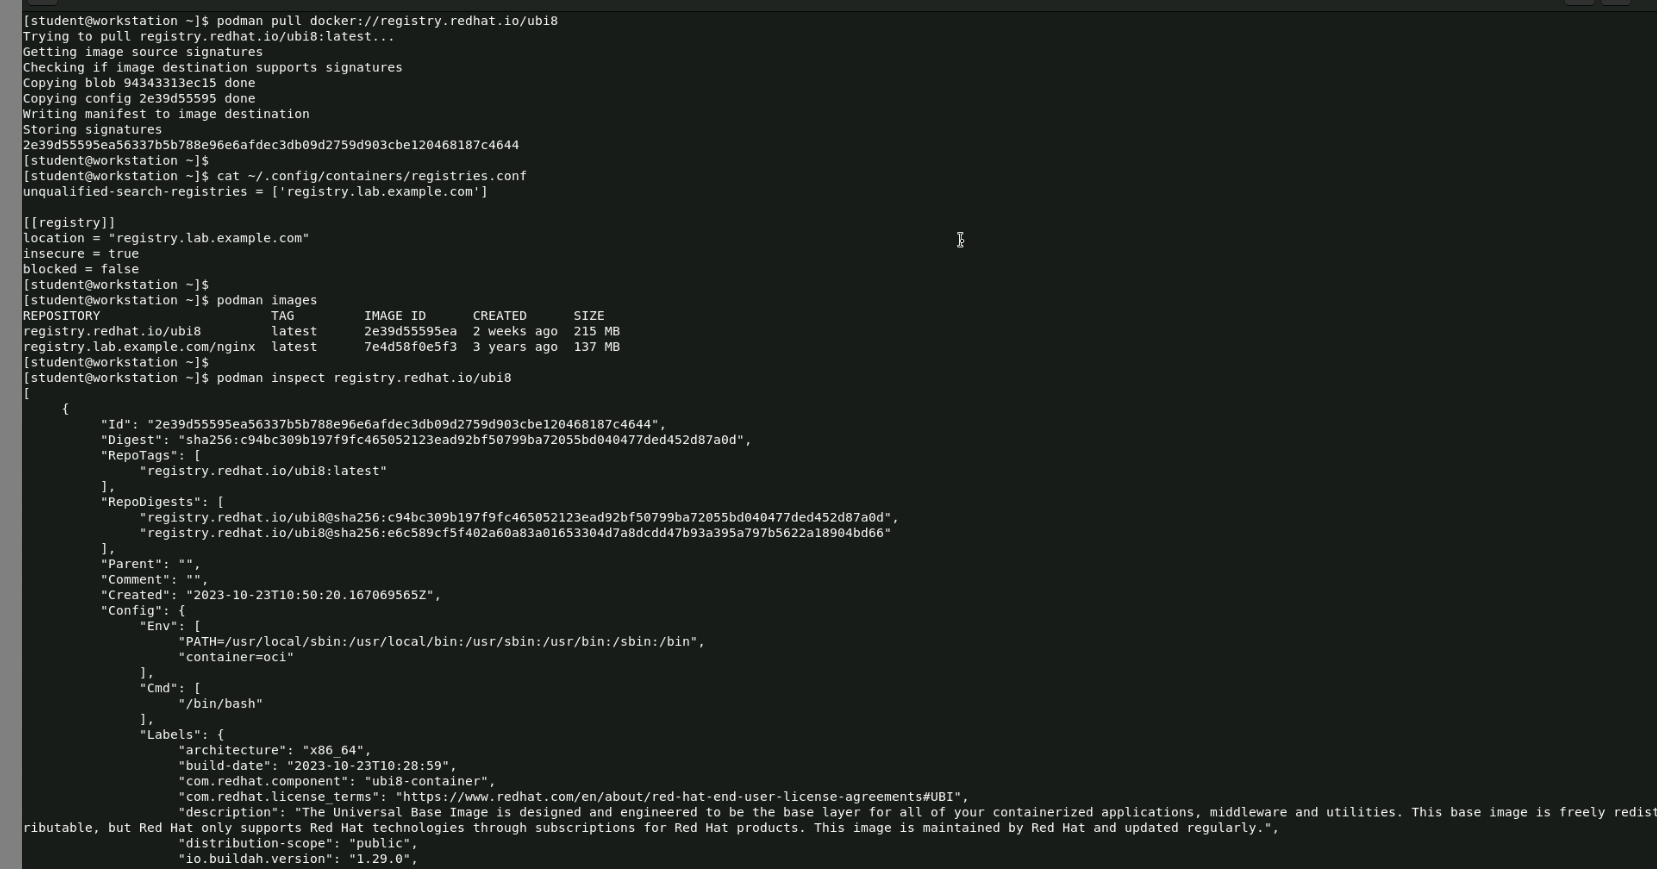 [student@workstation ~]$ podman pull docker://registry.redhat.io/ubi8
Trying to pull registry.redhat.io/ubi8:latest...
Getting image source signatures
Checking if image destination supports signatures
Copying blob 94343313ec15 done
Copying config 2e39d55595 done
Writing manifest to image destination
Storing signatures
2e39d55595ea56337b5b788e96e6afdec3db09d2759d903cbe120468187c4644
[student@workstation ~]$
[student@workstation ~]$ cat ~/.config/containers/registries.conf
unqualified-search-registries = ['registry.lab.example.com']

[[registry]]
location = "registry.lab.example.com"
insecure = true
blocked = false
[student@workstation ~]$
[student@workstation ~]$ podman images
REPOSITORY                      TAG         IMAGE ID      CREATED      SIZE
registry.redhat.io/ubi8         latest      2e39d55595ea  2 weeks ago  215 MB
registry.lab.example.com/nginx  latest      7e4d58f0e5f3  3 years ago  137 MB
[student@workstation ~]$
[student@workstation ~]$ podman inspect registry.redhat.io/ubi8
[
     {
          "Id": "2e39d55595ea56337b5b788e96e6afdec3db09d2759d903cbe120468187c4644",
          "Digest": "sha256:c94bc309b197f9fc465052123ead92bf50799ba72055bd040477ded452d87a0d",
          "RepoTags": [
               "registry.redhat.io/ubi8:latest"
          ],
          "RepoDigests": [
               "registry.redhat.io/ubi8@sha256:c94bc309b197f9fc465052123ead92bf50799ba72055bd040477ded452d87a0d",
               "registry.redhat.io/ubi8@sha256:e6c589cf5f402a60a83a01653304d7a8dcdd47b93a395a797b5622a18904bd66"
          ],
          "Parent": "",
          "Comment": "",
          "Created": "2023-10-23T10:50:20.167069565Z",
          "Config": {
               "Env": [
                    "PATH=/usr/local/sbin:/usr/local/bin:/usr/sbin:/usr/bin:/sbin:/bin",
                    "container=oci"
               ],
               "Cmd": [
                    "/bin/bash"
               ],
               "Labels": {
                    "architecture": "x86_64",
                    "build-date": "2023-10-23T10:28:59",
                    "com.redhat.component": "ubi8-container",
                    "com.redhat.license_terms": "https://www.redhat.com/en/about/red-hat-end-user-license-agreements#UBI",
                    "description": "The Universal Base Image is designed and engineered to be the base layer for all of your containerized applications, middleware and utilities. This base image is freely redist
ributable, but Red Hat only supports Red Hat technologies through subscriptions for Red Hat products. This image is maintained by Red Hat and updated regularly.",
                    "distribution-scope": "public",
                    "io.buildah.version": "1.29.0",